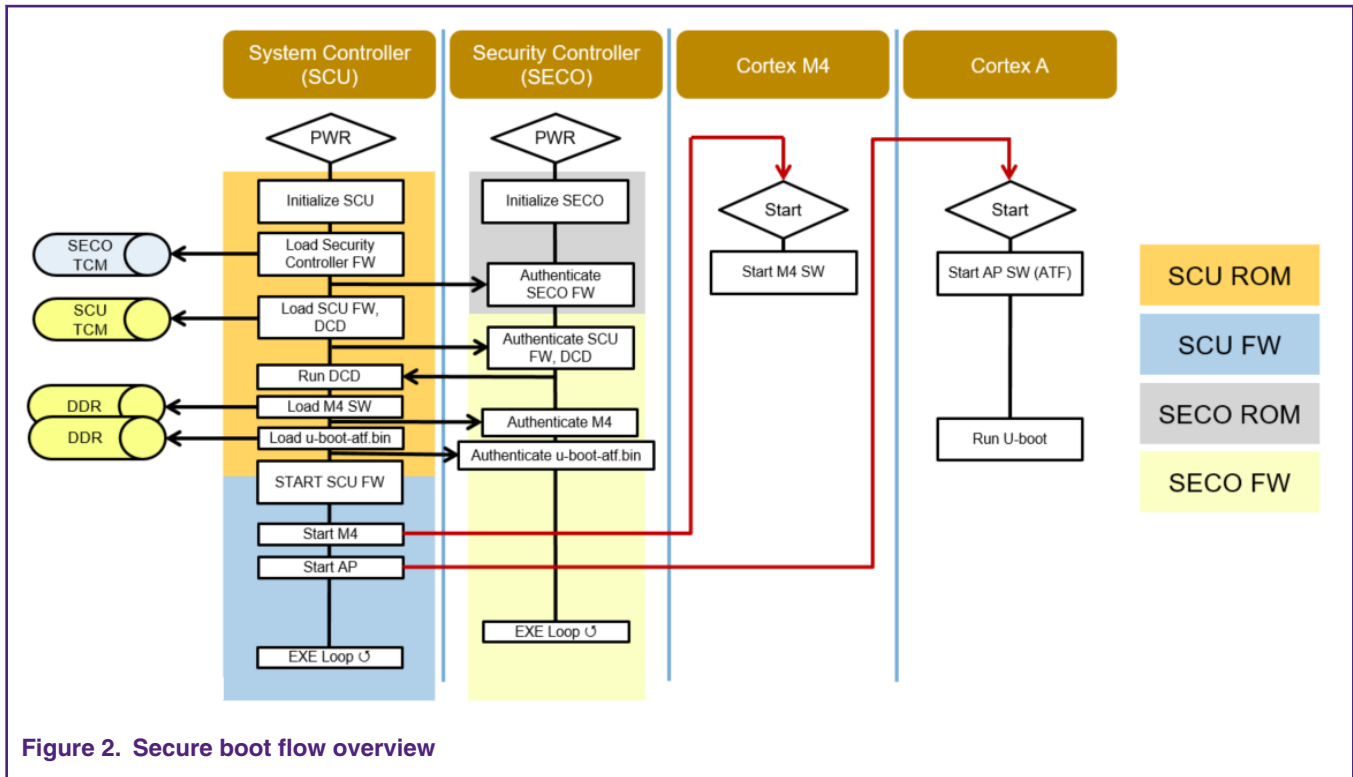 System Controller
(SCU)
Security Controller
(SECO)
Cortex M4
Cortex A
PWR
PWR
Initialize SCU
Initialize SECO
Start
Start
SECO
TCM
Load Security
Controller FW
Start M4 SW
Start AP SW (ATF)
Authenticate
SECO FW
SCU ROM
SCU
TCM
Load SCU FW,
DCD
Authenticate SCU
FW, DCD
SCU FW
Run DCD
DDR
Load M4 SW
Authenticate M4
SECO ROM
DDR
Load u-boot-atf.bin
Authenticate u-boot-atf.bin
Run U-boot
START SCU FW
SECO FW
Start M4
Start AP
EXE Loop ↺
EXE Loop ↺
Figure 2. Secure boot flow overview